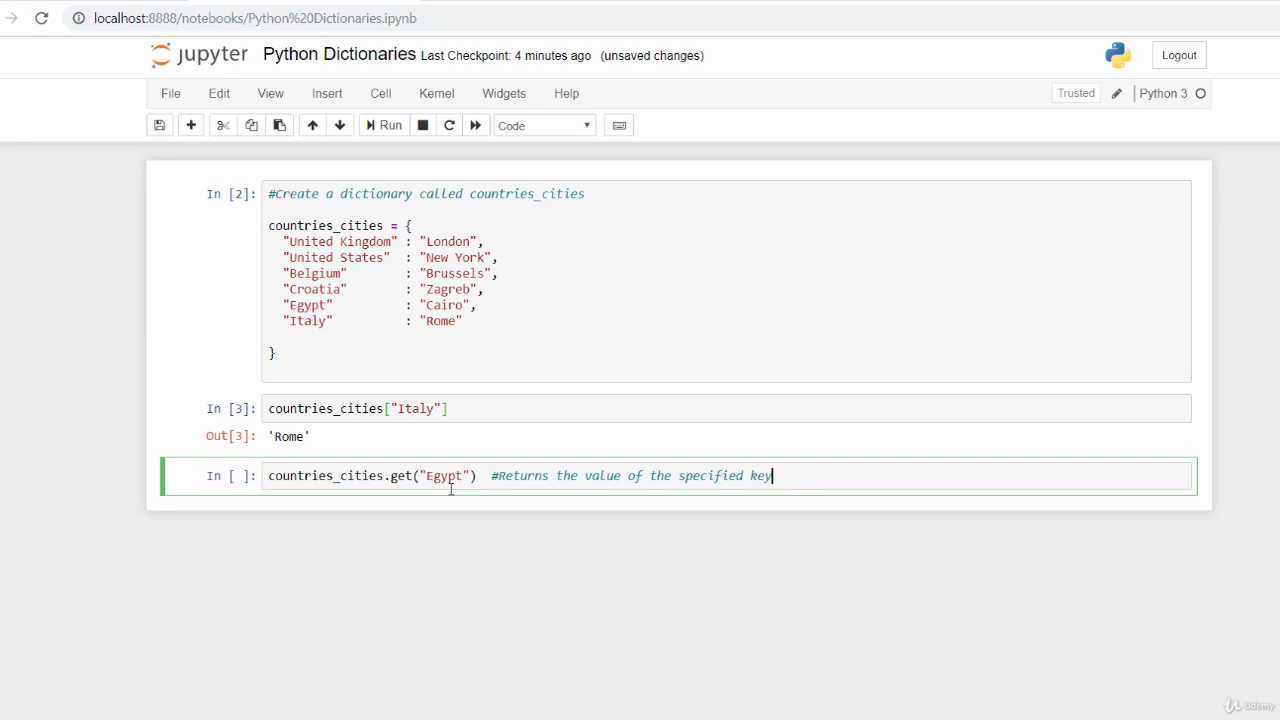 localhost:8888/notebooks/Python%20Dictionaries.ipynb
jupyter Python Dictionaries Last Checkpoint: 4 minutes ago (unsaved changes) Logout
File Edit View Insert Cell Kernel Widgets Help Trusted Python 3
Run Code
In [2]: #Create a dictionary called countries_cities
countries_cities = {
"United Kingdom" : "London",
"United States" : "New York",
"Belgium" : "Brussels",
"Croatia" : "Zagreb",
"Egypt" : "Cairo",
"Italy" : "Rome"
}
In [3]: countries_cities["Italy"]
Out[3]: 'Rome'
In [ ]: countries_cities.get("Egypt") #Returns the value of the specified key
Udemy